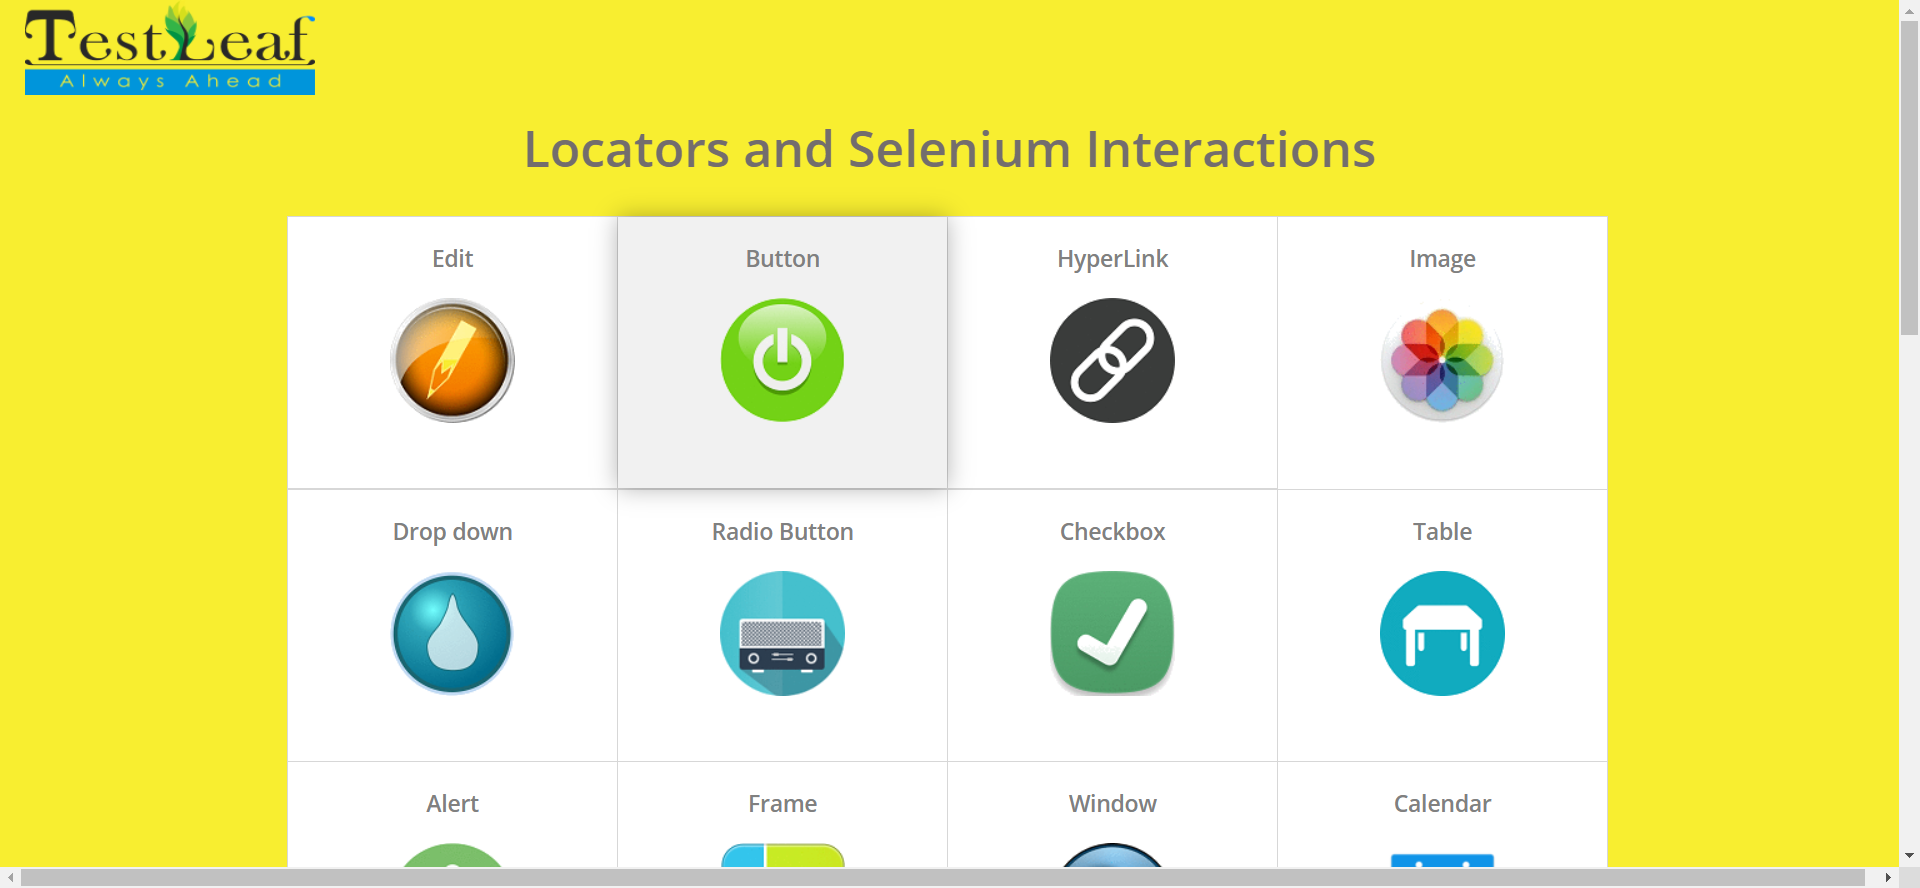 TestLeaf
Always Ahead
Locators and Selenium Interactions
Edit
Button
HyperLink
Image
Drop down
Radio Button
Checkbox
Table
Alert
Frame
Window
Calendar